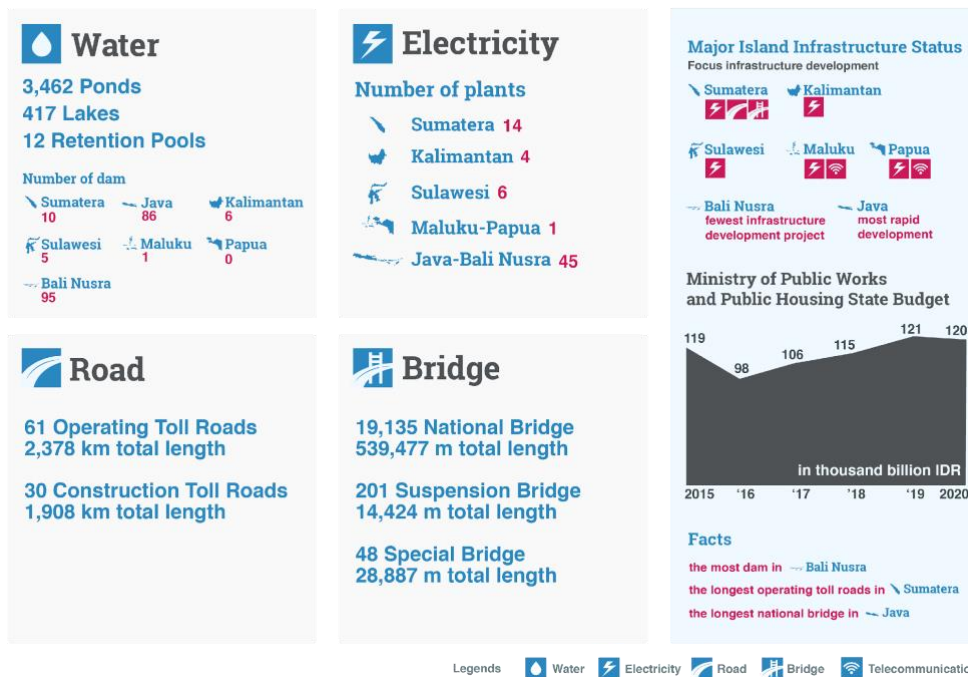 Water
3,462 Ponds
417 Lakes
12 Retention Pools
Number of dam
Sumatera Java Kalimantan
10 86 6
Sulawesi Maluku Papua
5 1 0
Bali Nusra
95
Electricity
Number of plants
Sumatera 14
Kalimantan 4
Sulawesi 6
Maluku-Papua 1
Java-Bali Nusra 45
Road
61 Operating Toll Roads
2,378 km total length
30 Construction Toll Roads
1,908 km total length
Bridge
19,135 National Bridge
539,477 m total length
201 Suspension Bridge
14,424 m total length
48 Special Bridge
28,887 m total length
Major Island Infrastructure Status
Focus infrastructure development
Sumatera Kalimantan
Sulawesi Maluku Papua
Bali Nusra
fewest infrastructure
development project
Java
most rapid
development
Ministry of Public Works
and Public Housing State Budget
119 98 106 115 121 120
in thousand billion IDR
2015 '16 '17 '18 '19 2020
Facts
the most dam in Bali Nusra
the longest operating toll roads in Sumatera
the longest national bridge in Java
Legends Water Electricity Road Bridge Telecommunicatio